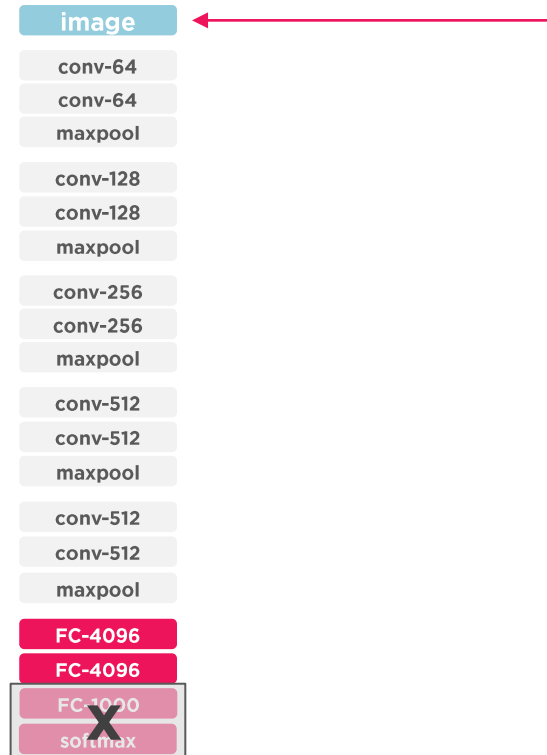 image
conv-64
conv-64
maxpool
conv-128
conv-128
maxpool
conv-256
conv-256
maxpool
conv-512
conv-512
maxpool
conv-512
conv-512
maxpool
FC-4096
FC-4096
FC-1000
X
softmax